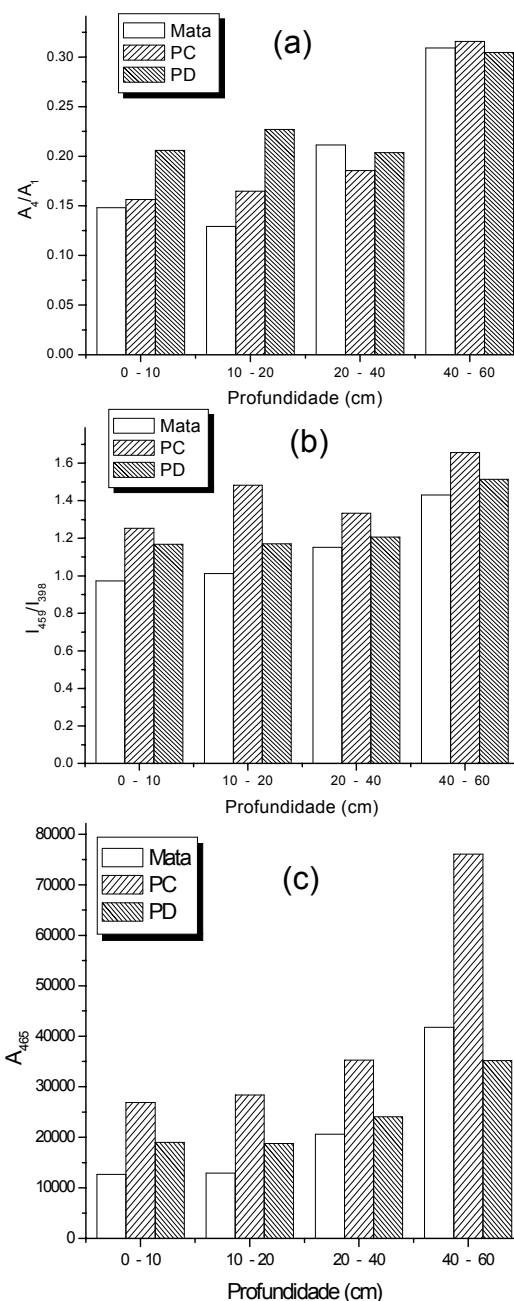 (a)
Mata
PC
PD
0.30
0.25
0.20
0.15
0.10
0.05
0.00
A₄/A₁
0 - 10 10 - 20 20 - 40 40 - 60
Profundidade (cm)
(b)
Mata
PC
PD
1.6
1.4
1.2
1.0
0.8
0.6
0.4
0.2
0.0
I₄₅₉/I₃₉₈
0 - 10 10 - 20 20 - 40 40 - 60
Profundidade (cm)
(c)
Mata
PC
PD
80000
70000
60000
50000
40000
30000
20000
10000
0
A₄₆₅
0 - 10 10 - 20 20 - 40 40 - 60
Profundidade (cm)